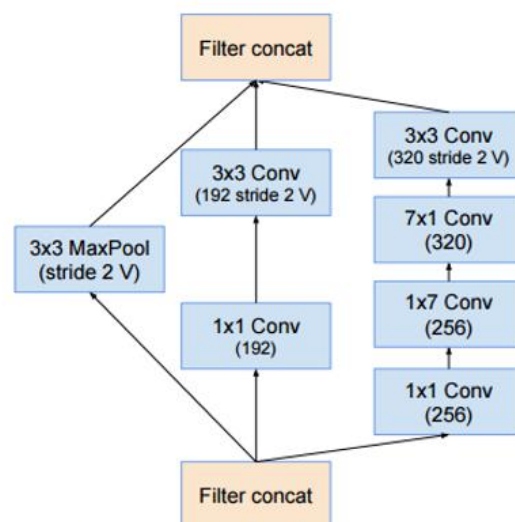 Filter concat
3x3 Conv
(320 stride 2 V)
3x3 Conv
(192 stride 2 V)
7x1 Conv
(320)
3x3 MaxPool
(stride 2 V)
1x1 Conv
(192)
1x7 Conv
(256)
1x1 Conv
(256)
Filter concat